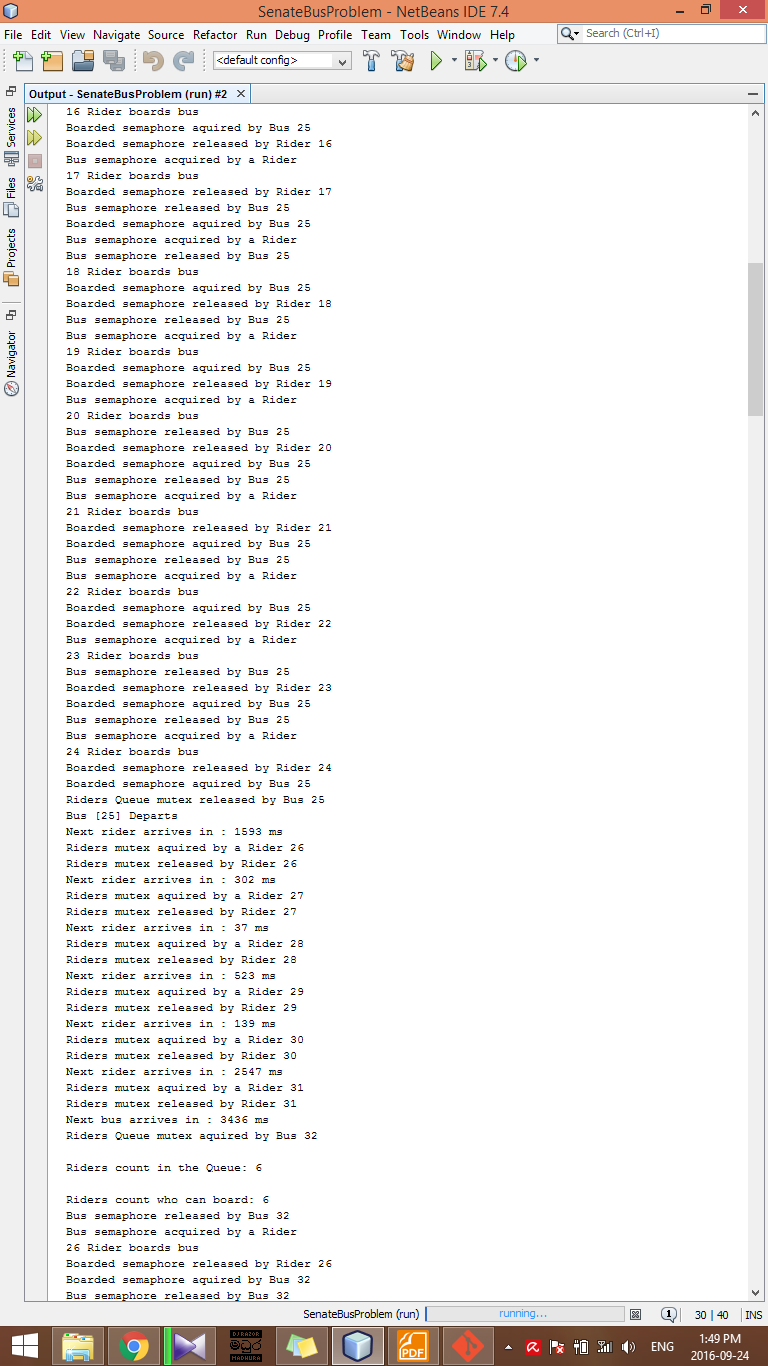 SenateBusProblem - NetBeans IDE 7.4
File Edit View Navigate Source Refactor Run Debug Profile Team Tools Window Help
Search (Ctrl+I)
<default config>
Output - SenateBusProblem (run) #2
Services
Files
Projects
Navigator
16 Rider boards bus
Boarded semaphore aquired by Bus 25
Boarded semaphore released by Rider 16
Bus semaphore acquired by a Rider
17 Rider boards bus
Boarded semaphore released by Rider 17
Bus semaphore released by Bus 25
Boarded semaphore aquired by Bus 25
Bus semaphore acquired by a Rider
Bus semaphore released by Bus 25
18 Rider boards bus
Boarded semaphore aquired by Bus 25
Boarded semaphore released by Rider 18
Bus semaphore released by Bus 25
Bus semaphore acquired by a Rider
19 Rider boards bus
Boarded semaphore aquired by Bus 25
Boarded semaphore released by Rider 19
Bus semaphore acquired by a Rider
20 Rider boards bus
Bus semaphore released by Bus 25
Boarded semaphore released by Rider 20
Boarded semaphore aquired by Bus 25
Bus semaphore released by Bus 25
Bus semaphore acquired by a Rider
21 Rider boards bus
Boarded semaphore released by Rider 21
Boarded semaphore aquired by Bus 25
Bus semaphore released by Bus 25
Bus semaphore acquired by a Rider
22 Rider boards bus
Boarded semaphore aquired by Bus 25
Boarded semaphore released by Rider 22
Bus semaphore acquired by a Rider
23 Rider boards bus
Bus semaphore released by Bus 25
Boarded semaphore released by Rider 23
Boarded semaphore aquired by Bus 25
Bus semaphore released by Bus 25
Bus semaphore acquired by a Rider
24 Rider boards bus
Boarded semaphore released by Rider 24
Boarded semaphore aquired by Bus 25
Riders Queue mutex released by Bus 25
Bus [25] Departs
Next rider arrives in : 1593 ms
Riders mutex aquired by a Rider 26
Riders mutex released by Rider 26
Next rider arrives in : 302 ms
Riders mutex aquired by a Rider 27
Riders mutex released by Rider 27
Next rider arrives in : 37 ms
Riders mutex aquired by a Rider 28
Riders mutex released by Rider 28
Next rider arrives in : 523 ms
Riders mutex aquired by a Rider 29
Riders mutex released by Rider 29
Next rider arrives in : 139 ms
Riders mutex aquired by a Rider 30
Riders mutex released by Rider 30
Next rider arrives in : 2547 ms
Riders mutex aquired by a Rider 31
Riders mutex released by Rider 31
Next bus arrives in : 3436 ms
Riders Queue mutex aquired by Bus 32
Riders count in the Queue: 6
Riders count who can board: 6
Bus semaphore released by Bus 32
Bus semaphore acquired by a Rider
26 Rider boards bus
Boarded semaphore released by Rider 26
Boarded semaphore aquired by Bus 32
Bus semaphore released by Bus 32
SenateBusProblem (run) running... 1 30 | 40 INS
DJ RAZOR
MADHURA
PDF
ENG
1:49 PM
2016-09-24